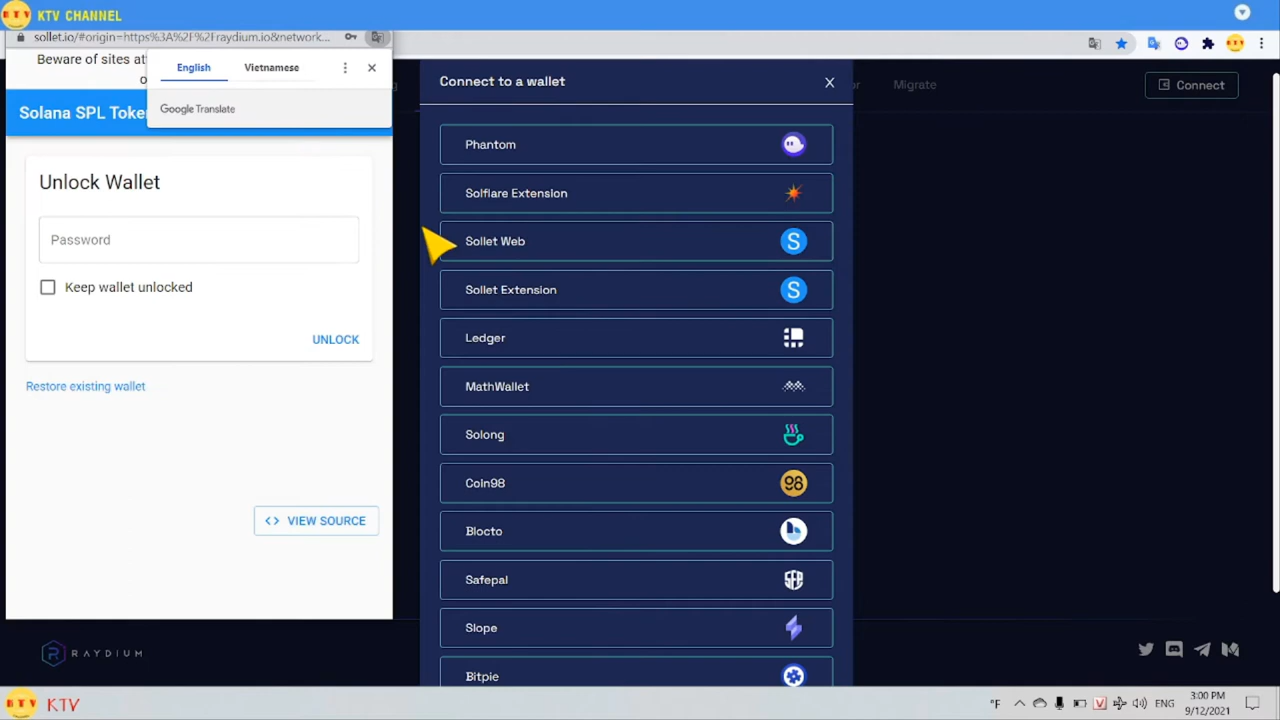 KTV CHANNEL
sollet.io/#origin=https%3A%2F%2Fraydium.io&network...
Beware of sites at
English
Vietnamese
Google Translate
Solana SPL Toke
Unlock Wallet
Password
Keep wallet unlocked
UNLOCK
Restore existing wallet
VIEW SOURCE
Connect to a wallet
Phantom
Solflare Extension
Sollet Web
Sollet Extension
Ledger
MathWallet
Solong
Coin98
98
Blocto
Safepal
SFP
Slope
Bitpie
Migrate
Connect
RAYDIUM
KTV
°F
ENG
3:00 PM
9/12/2021